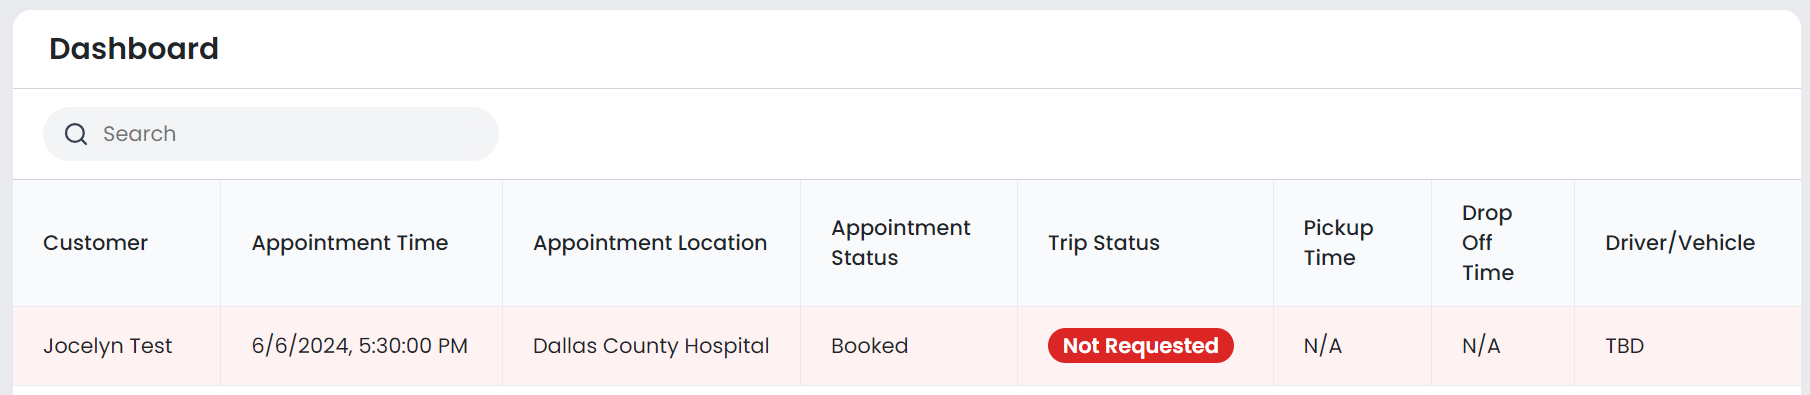 Dashboard
Search
Customer
Appointment Time
Appointment Location
Appointment
Status
Trip Status
Pickup
Time
Drop
Off
Time
Driver/Vehicle
Jocelyn Test
6/6/2024, 5:30:00 PM
Dallas County Hospital
Booked
Not Requested
N/A
N/A
TBD